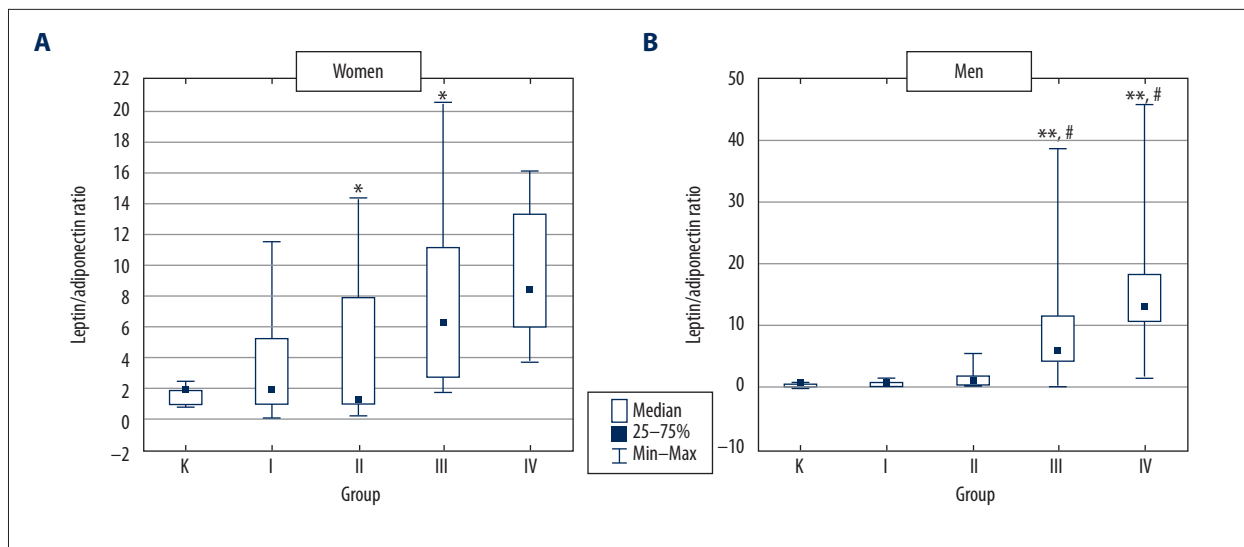 A
Women
22
20
18
16
14
12
10
8
6
4
2
0
−2
Leptin/adiponectin ratio
*
*
K I II III IV
Group
Median
25–75%
Min–Max
B
Men
50
40
30
20
10
0
−10
Leptin/adiponectin ratio
**, #
**, #
K I II III IV
Group